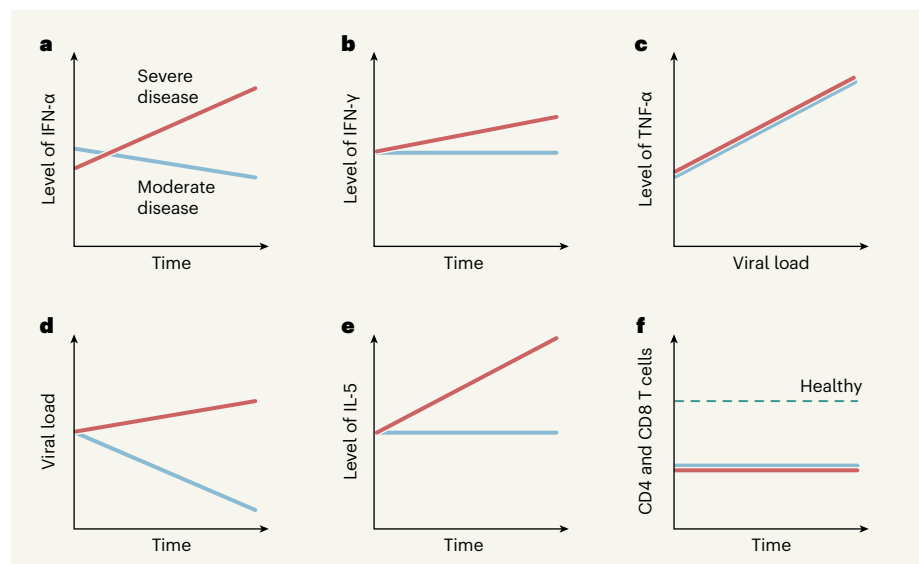 a
Level of IFN-α
Severe
disease
Moderate
disease
Time
b
Level of IFN-γ
Time
c
Level of TNF-α
Viral load
d
Viral load
Time
e
Level of IL-5
Time
f
CD4 and CD8 T cells
Healthy
Time